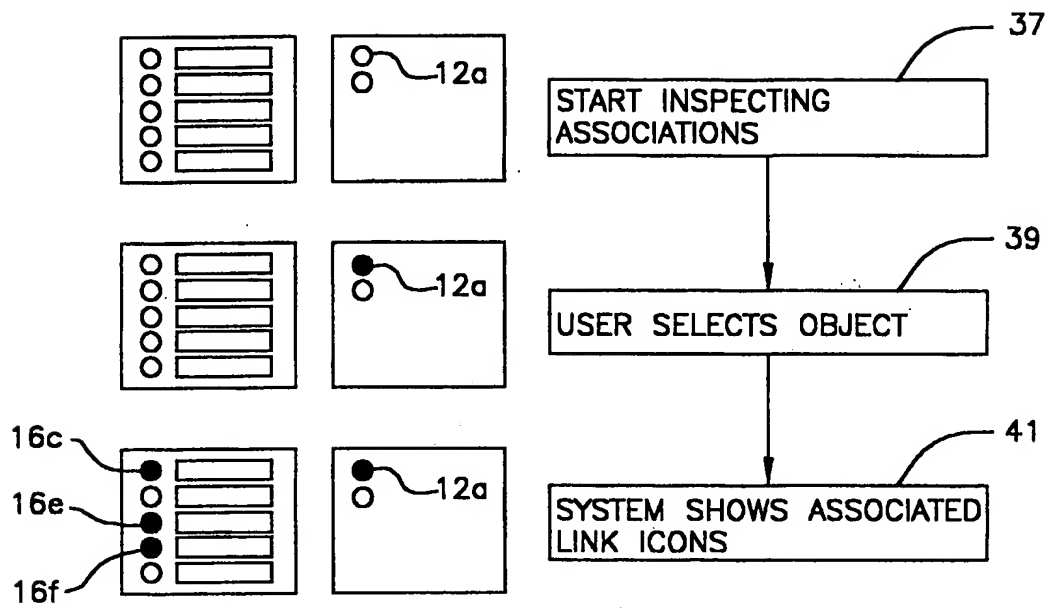 37
12a
START INSPECTING
ASSOCIATIONS
39
12a
USER SELECTS OBJECT
41
16c
12a
16e
SYSTEM SHOWS ASSOCIATED
LINK ICONS
16f